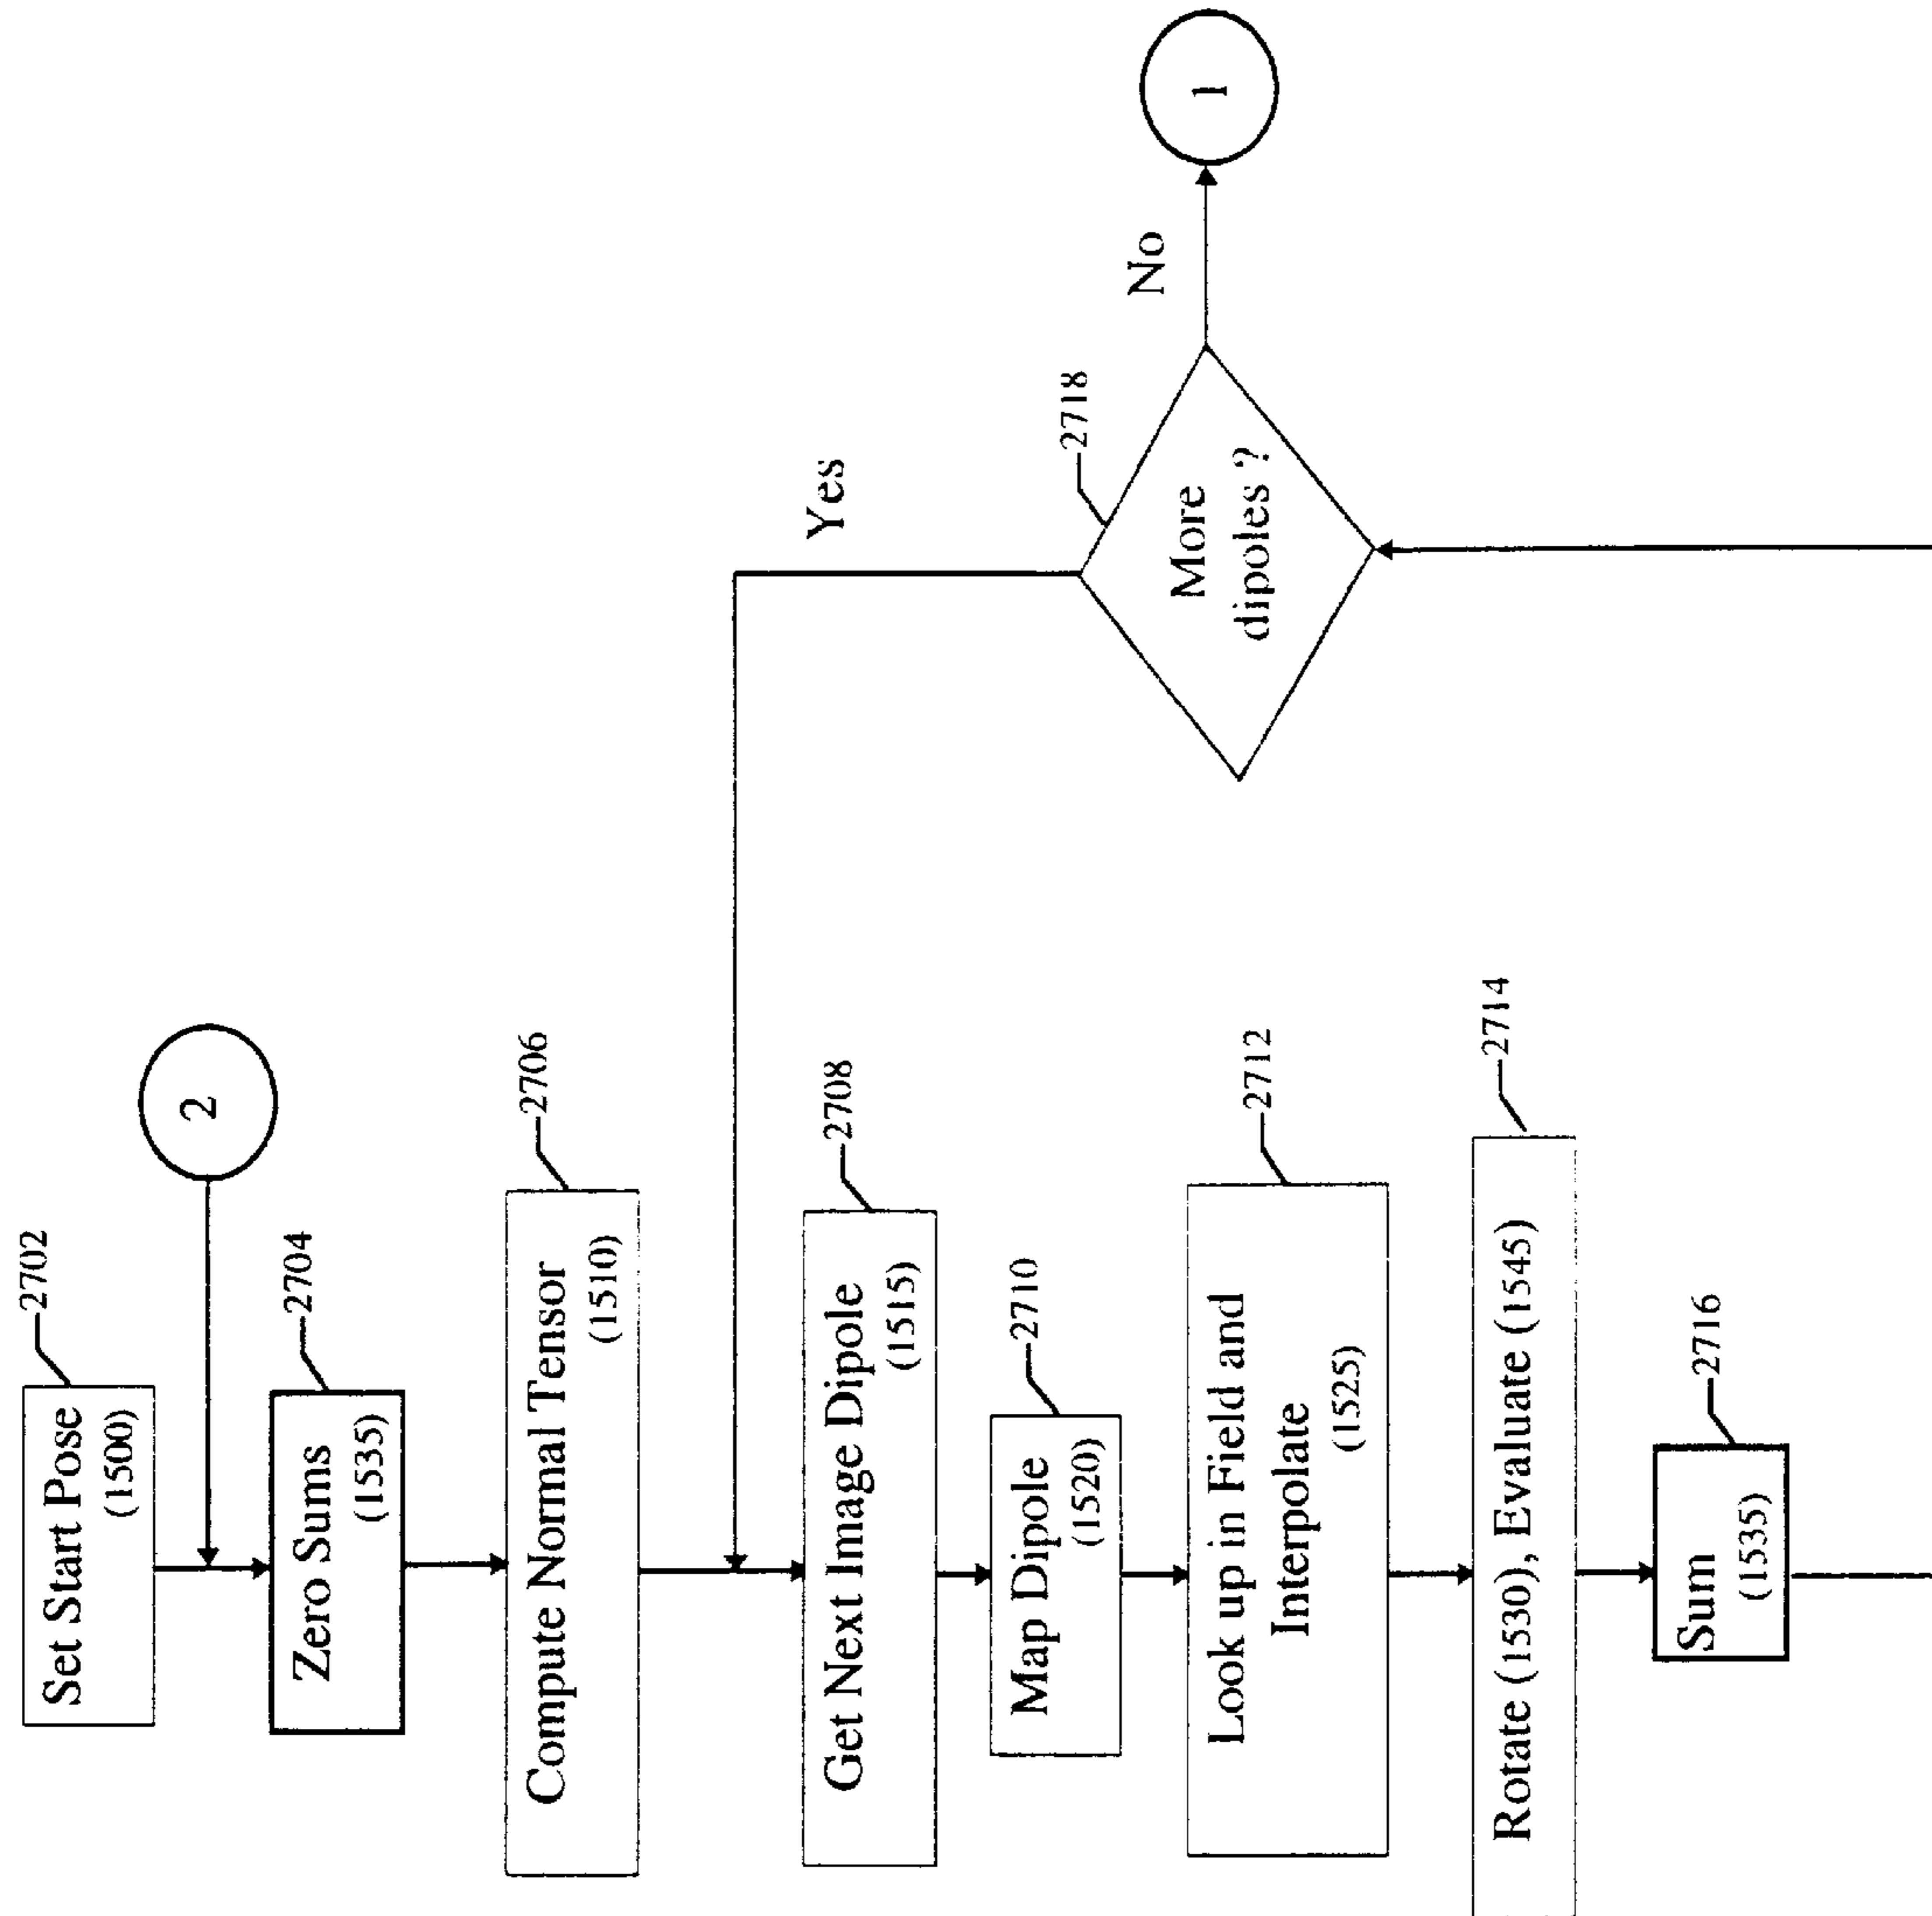 Set Start Pose
(1500)
2702
2
Zero Sums
(1535)
2704
Compute Normal Tensor
(1510)
2706
Get Next Image Dipole
(1515)
2708
Map Dipole
(1520)
2710
Look up in Field and
Interpolate
(1525)
2712
Rotate (1530), Evaluate (1545)
2714
Sum
(1535)
2716
More
dipoles ?
2718
Yes
No
1